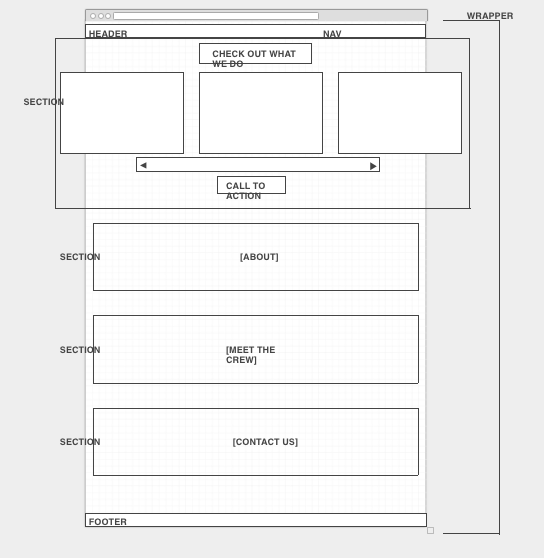 WRAPPER
HEADER NAV
CHECK OUT WHAT
WE DO
SECTION
CALL TO
ACTION
SECTION [ABOUT]
SECTION [MEET THE
CREW]
SECTION [CONTACT US]
FOOTER